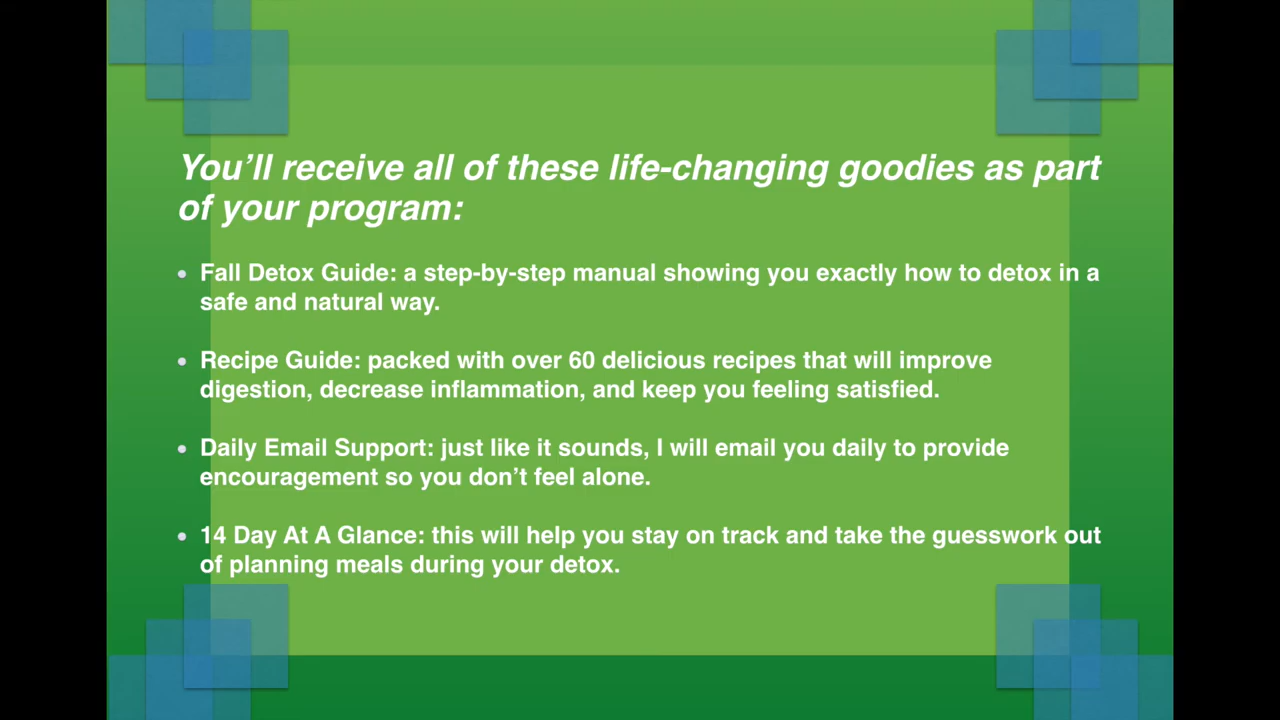 You’ll receive all of these life-changing goodies as part
of your program:
• Fall Detox Guide: a step-by-step manual showing you exactly how to detox in a
safe and natural way.
• Recipe Guide: packed with over 60 delicious recipes that will improve
digestion, decrease inflammation, and keep you feeling satisfied.
• Daily Email Support: just like it sounds, I will email you daily to provide
encouragement so you don’t feel alone.
• 14 Day At A Glance: this will help you stay on track and take the guesswork out
of planning meals during your detox.